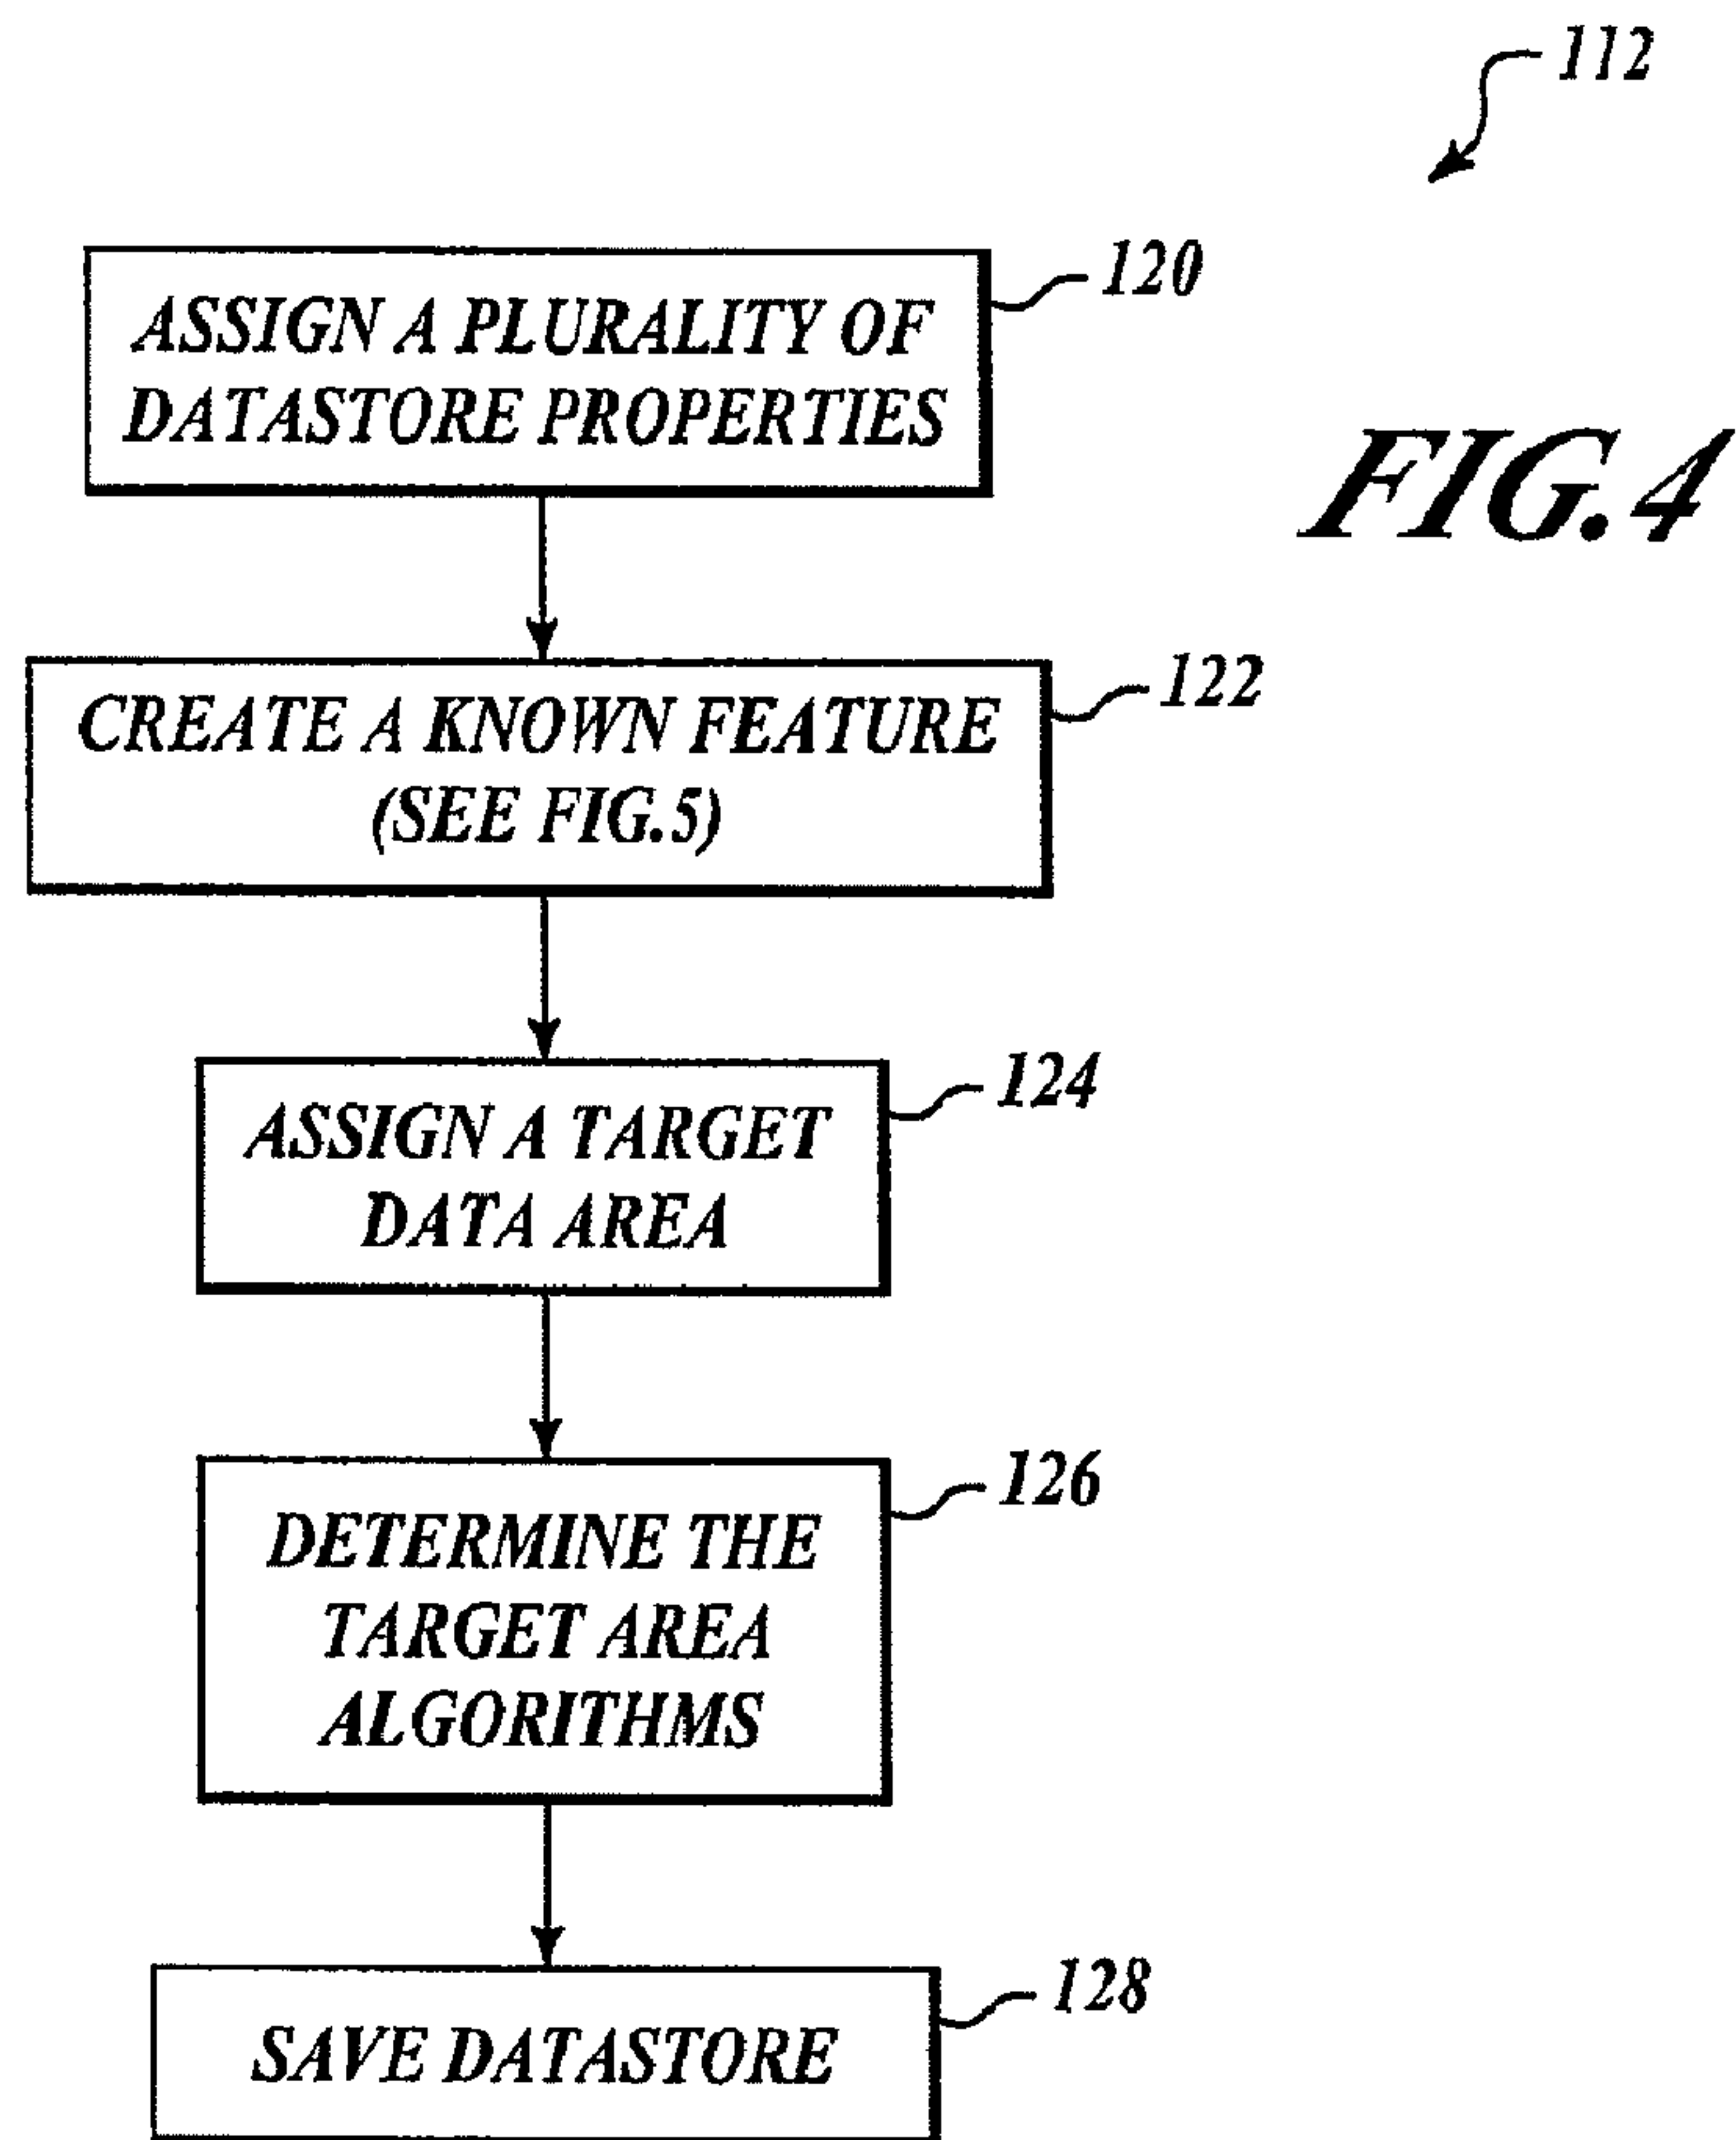 112
120
ASSIGN A PLURALITY OF
DATASTORE PROPERTIES
FIG. 4
122
CREATE A KNOWN FEATURE
(SEE FIG.5)
124
ASSIGN A TARGET
DATA AREA
126
DETERMINE THE
TARGET AREA
ALGORITHMS
128
SAVE DATASTORE